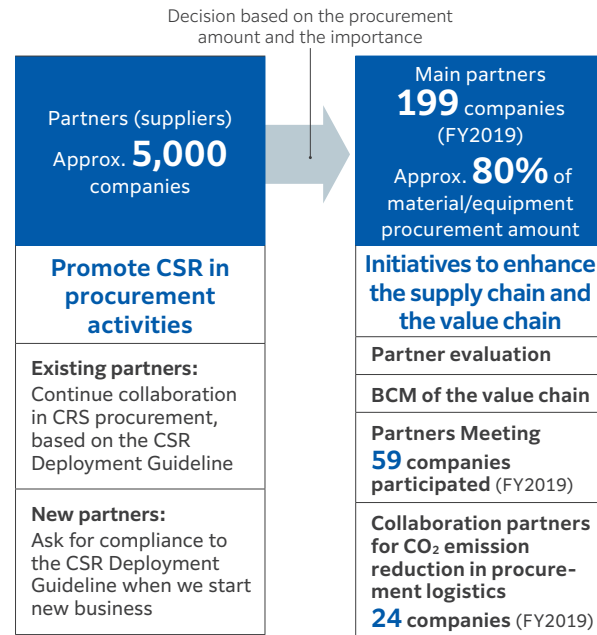 Decision based on the procurement
amount and the importance
Partners (suppliers)
Approx. 5,000
companies
Promote CSR in
procurement
activities
Existing partners:
Continue collaboration
in CRS procurement,
based on the CSR
Deployment Guideline
New partners:
Ask for compliance to
the CSR Deployment
Guideline when we start
new business
Main partners
199 companies
(FY2019)
Approx. 80% of
material/equipment
procurement amount
Initiatives to enhance
the supply chain and
the value chain
Partner evaluation
BCM of the value chain
Partners Meeting
59 companies
participated (FY2019)
Collaboration partners
for CO₂ emission
reduction in procure-
ment logistics
24 companies (FY2019)